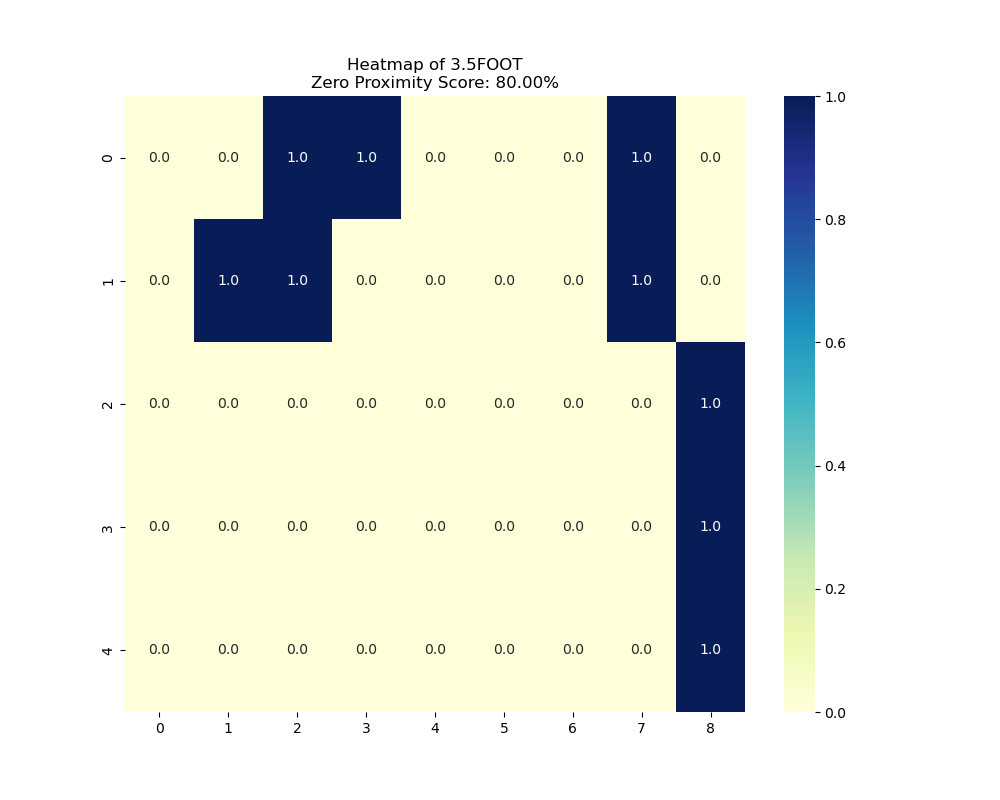 Heatmap of 3.5FOOT
Zero Proximity Score: 80.00%
0 0.0 0.0 1.0 1.0 0.0 0.0 0.0 1.0 0.0
1 0.0 1.0 1.0 0.0 0.0 0.0 0.0 1.0 0.0
2 0.0 0.0 0.0 0.0 0.0 0.0 0.0 0.0 1.0
3 0.0 0.0 0.0 0.0 0.0 0.0 0.0 0.0 1.0
4 0.0 0.0 0.0 0.0 0.0 0.0 0.0 0.0 1.0
0 1 2 3 4 5 6 7 8
1.0
0.8
0.6
0.4
0.2
0.0